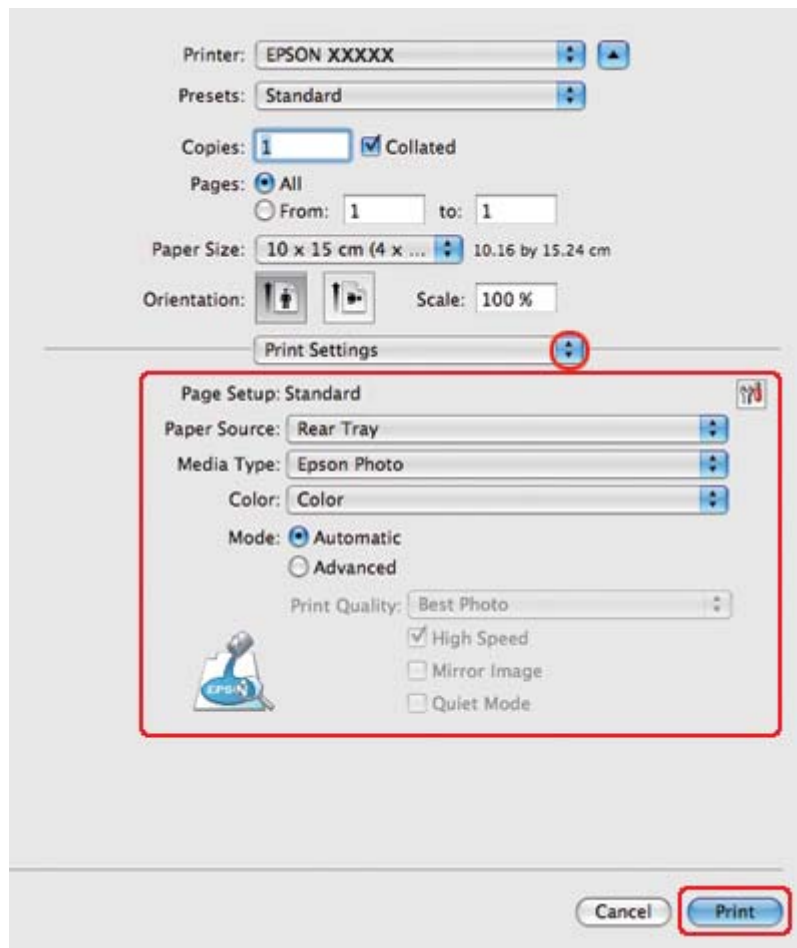 Printer: EPSON XXXXX
Presets: Standard
Copies: 1 Collated
Pages: All
From: 1 to: 1
Paper Size: 10 x 15 cm (4 x ... 10.16 by 15.24 cm
Orientation: Scale: 100 %
Print Settings
Page Setup: Standard
Paper Source: Rear Tray
Media Type: Epson Photo
Color: Color
Mode: Automatic
Advanced
Print Quality: Best Photo
High Speed
Mirror Image
EPSON
Quiet Mode
Cancel Print